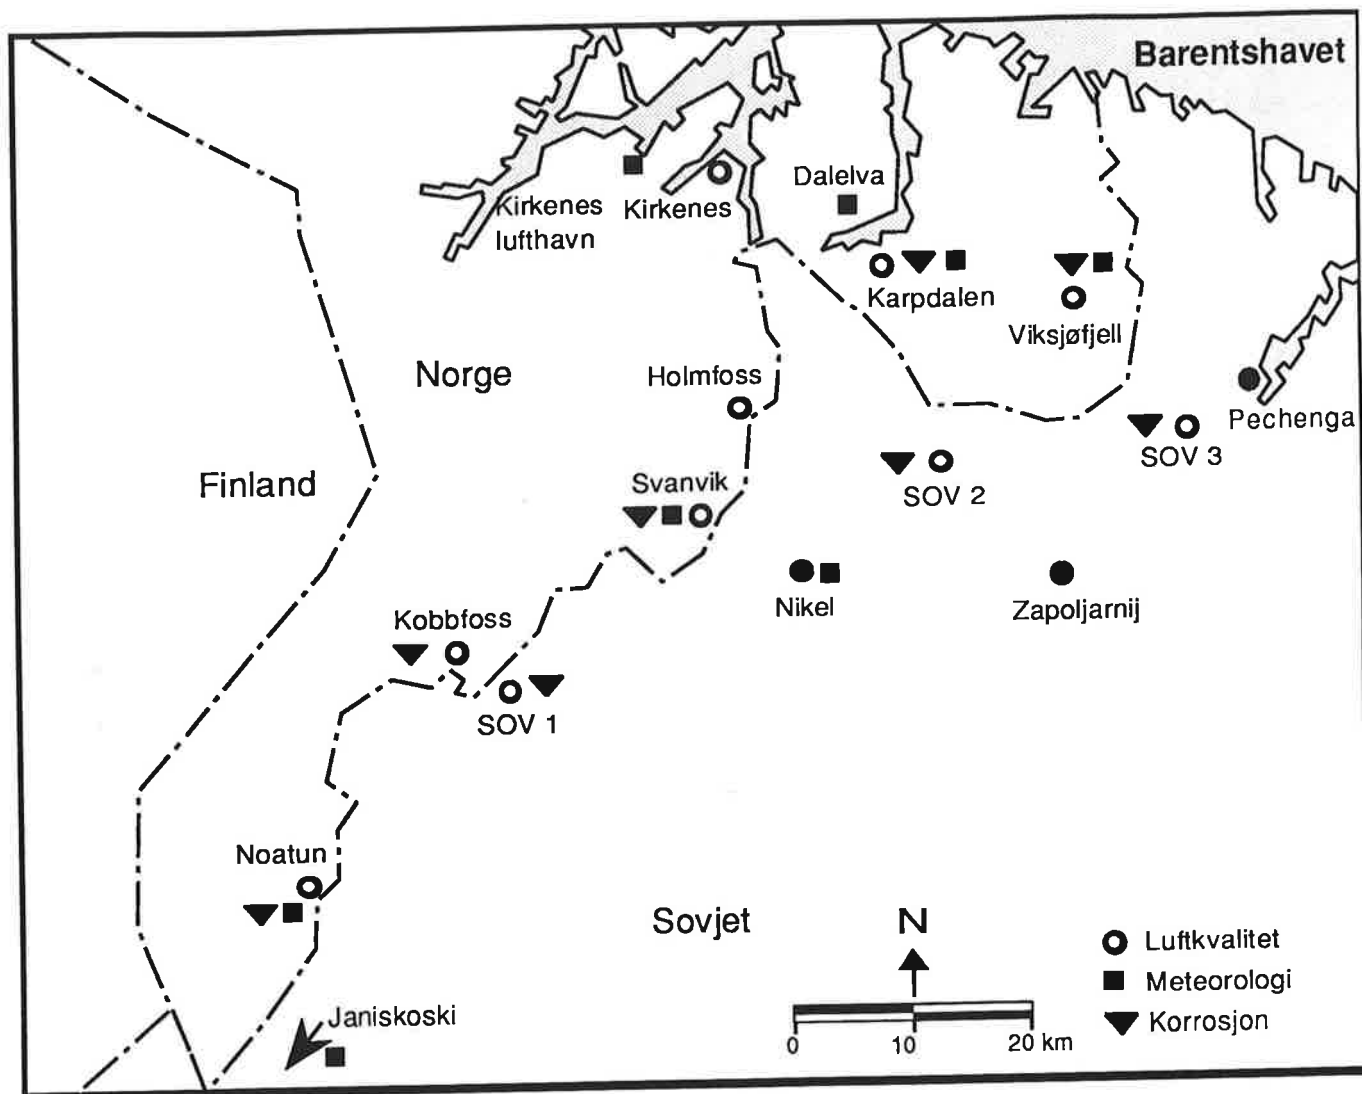 Barentshavet
Dalelva
Kirkenes
lufthavn
Kirkenes
Karpdalen
Viksjøfjell
Norge
Holmfoss
Pechenga
SOV 3
Finland
Svanvik
SOV 2
Nikel
Zapoljarnij
Kobbfoss
SOV 1
Noatun
Sovjet
N
Luftkvalitet
Meteorologi
Korrosjon
Janiskoski
0 10 20 km